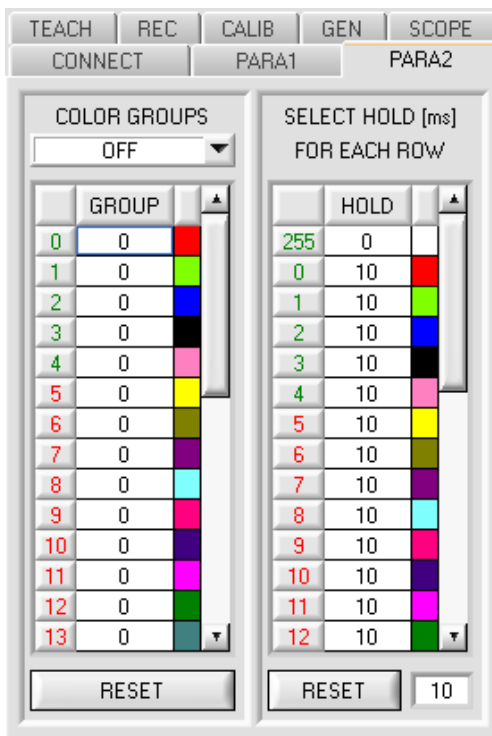 TEACH REC CALIB GEN SCOPE
CONNECT PARA1 PARA2
COLOR GROUPS
OFF
GROUP
0 0
1 0
2 0
3 0
4 0
5 0
6 0
7 0
8 0
9 0
10 0
11 0
12 0
13 0
RESET
SELECT HOLD [ms]
FOR EACH ROW
HOLD
255 0
0 10
1 10
2 10
3 10
4 10
5 10
6 10
7 10
8 10
9 10
10 10
11 10
12 10
RESET 10